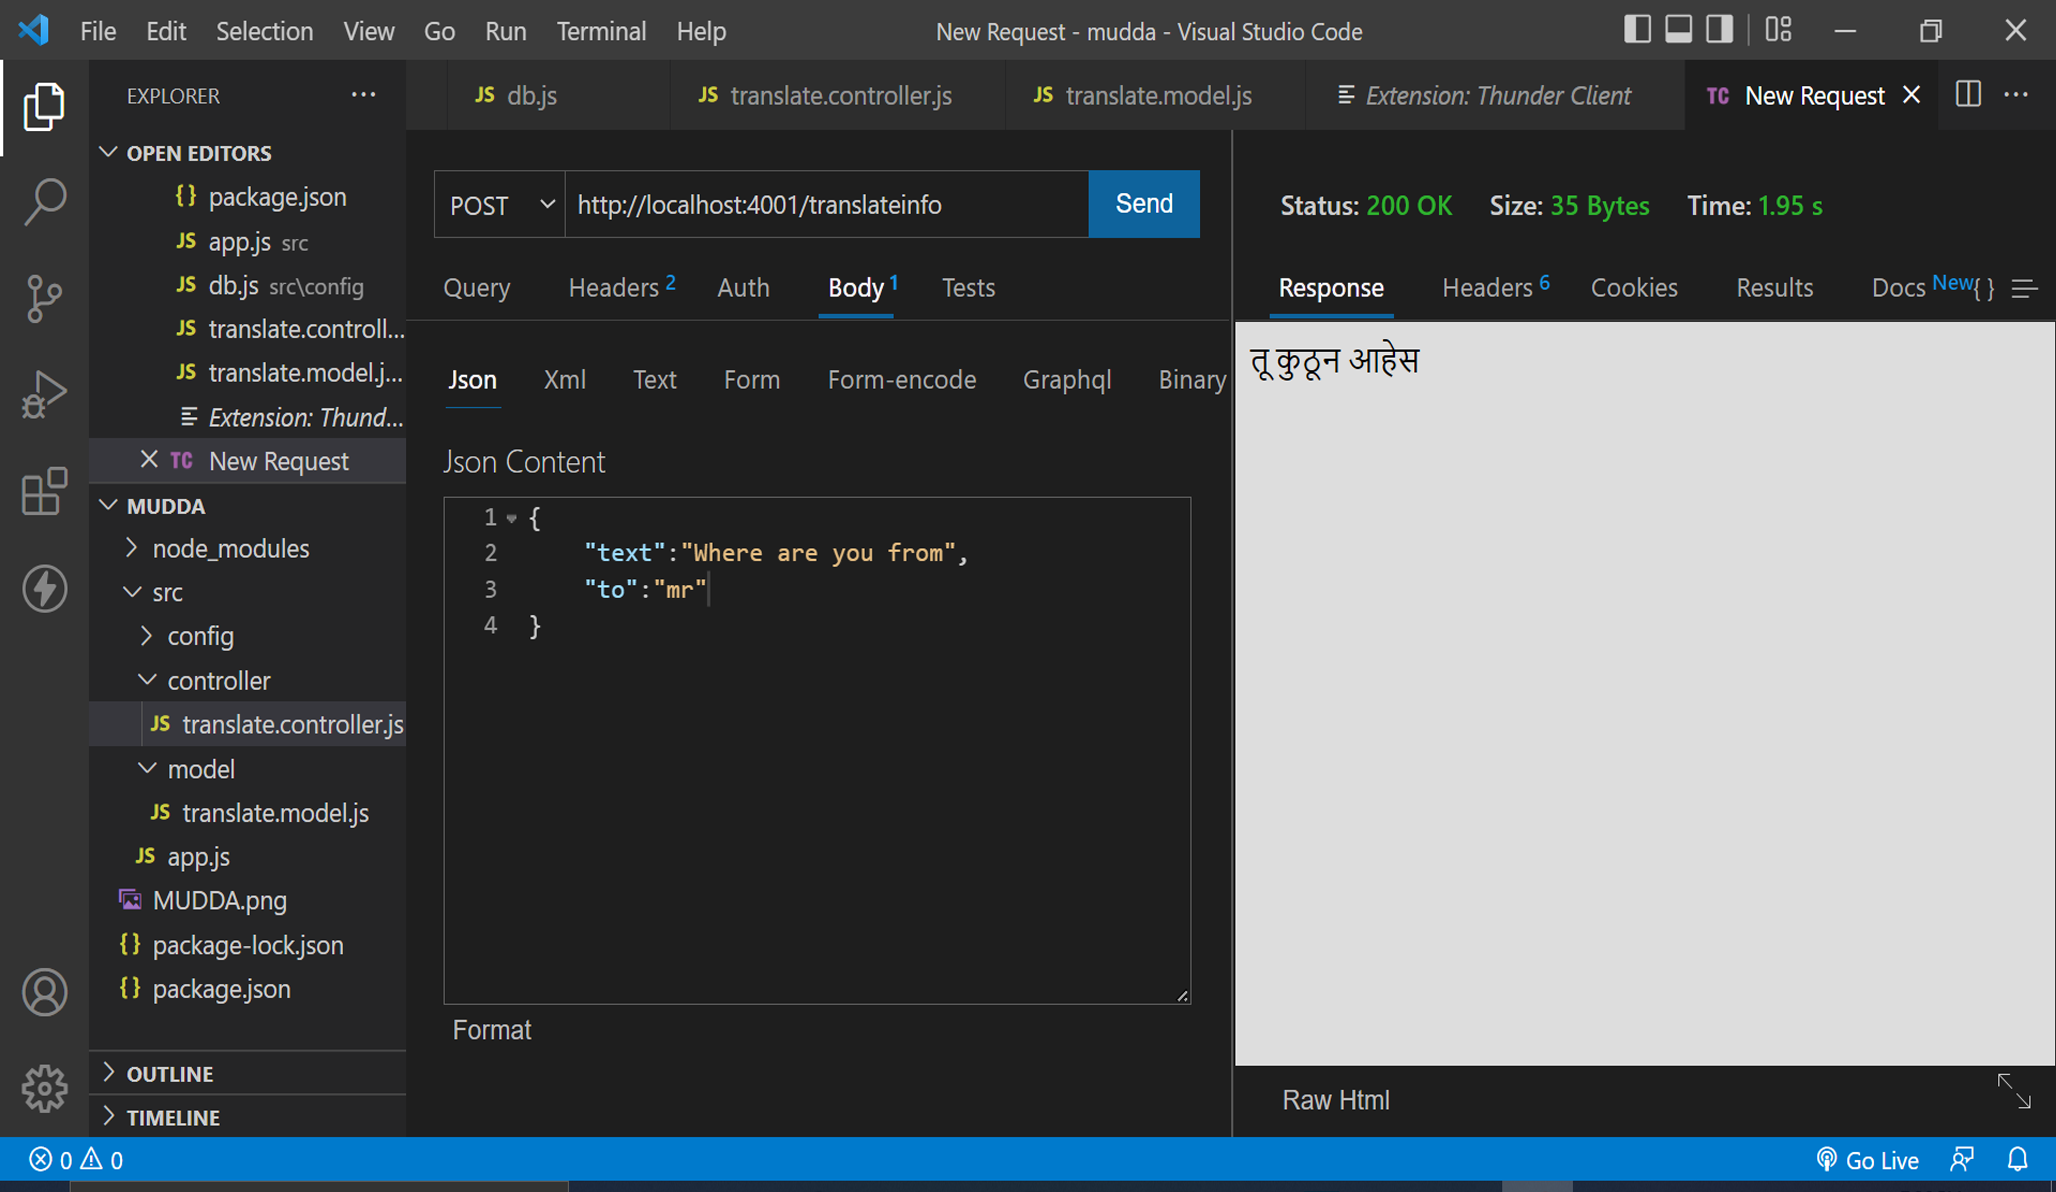 File Edit Selection View Go Run Terminal Help New Request - mudda - Visual Studio Code
EXPLORER ...
JS db.js JS translate.controller.js JS translate.model.js Extension: Thunder Client TC New Request
OPEN EDITORS
{} package.json
JS app.js src
JS db.js src\config
JS translate.controll...
JS translate.model.j...
Extension: Thund...
TC New Request
MUDDA
node_modules
src
config
controller
JS translate.controller.js
model
JS translate.model.js
JS app.js
MUDDA.png
{} package-lock.json
{} package.json
OUTLINE
TIMELINE
POST http://localhost:4001/translateinfo Send
Query Headers 2 Auth Body 1 Tests
Json Xml Text Form Form-encode Graphql Binary
Json Content
1 {
2 "text":"Where are you from",
3 "to":"mr"
4 }
Format
Status: 200 OK Size: 35 Bytes Time: 1.95 s
Response Headers 6 Cookies Results Docs New { }
तू कुठून आहेस
Raw Html
0 0 Go Live